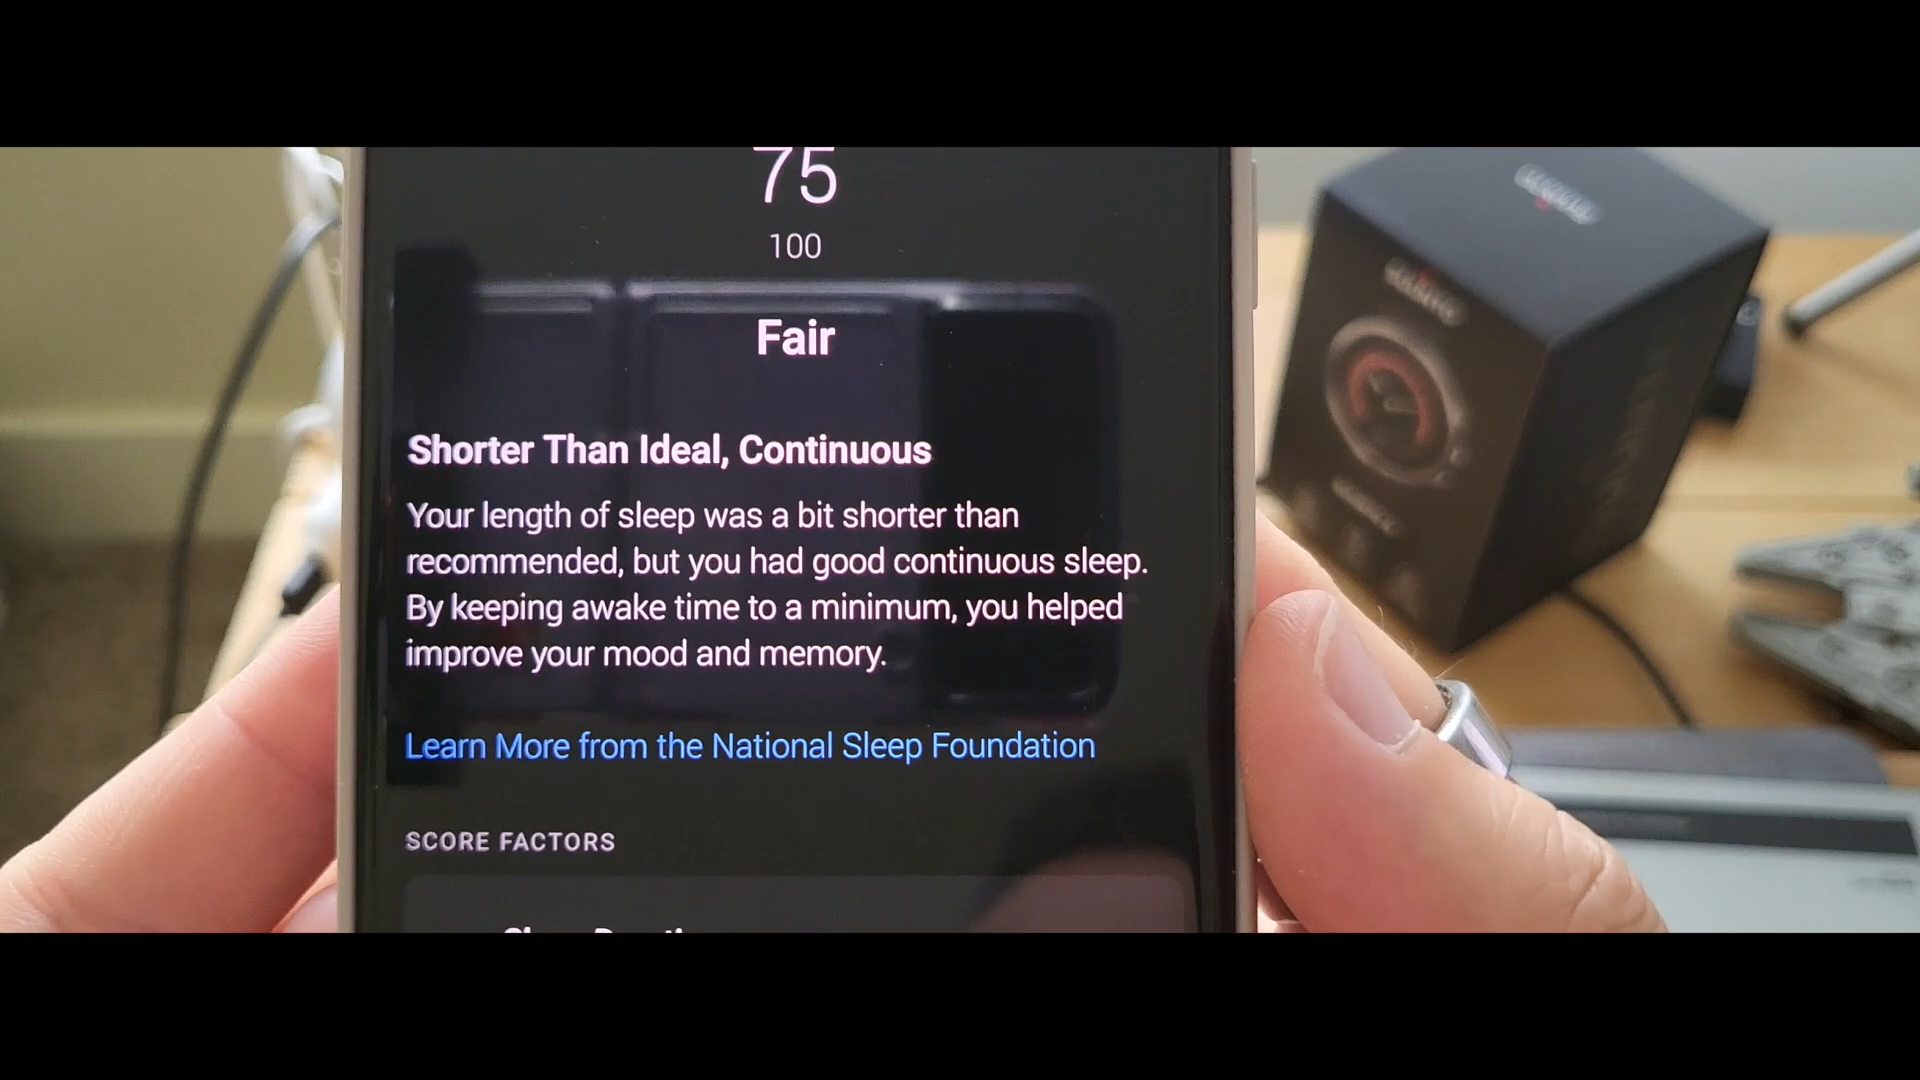 75
100
Fair
Shorter Than Ideal, Continuous
Your length of sleep was a bit shorter than
recommended, but you had good continuous sleep.
By keeping awake time to a minimum, you helped
improve your mood and memory.
Learn More from the National Sleep Foundation
SCORE FACTORS